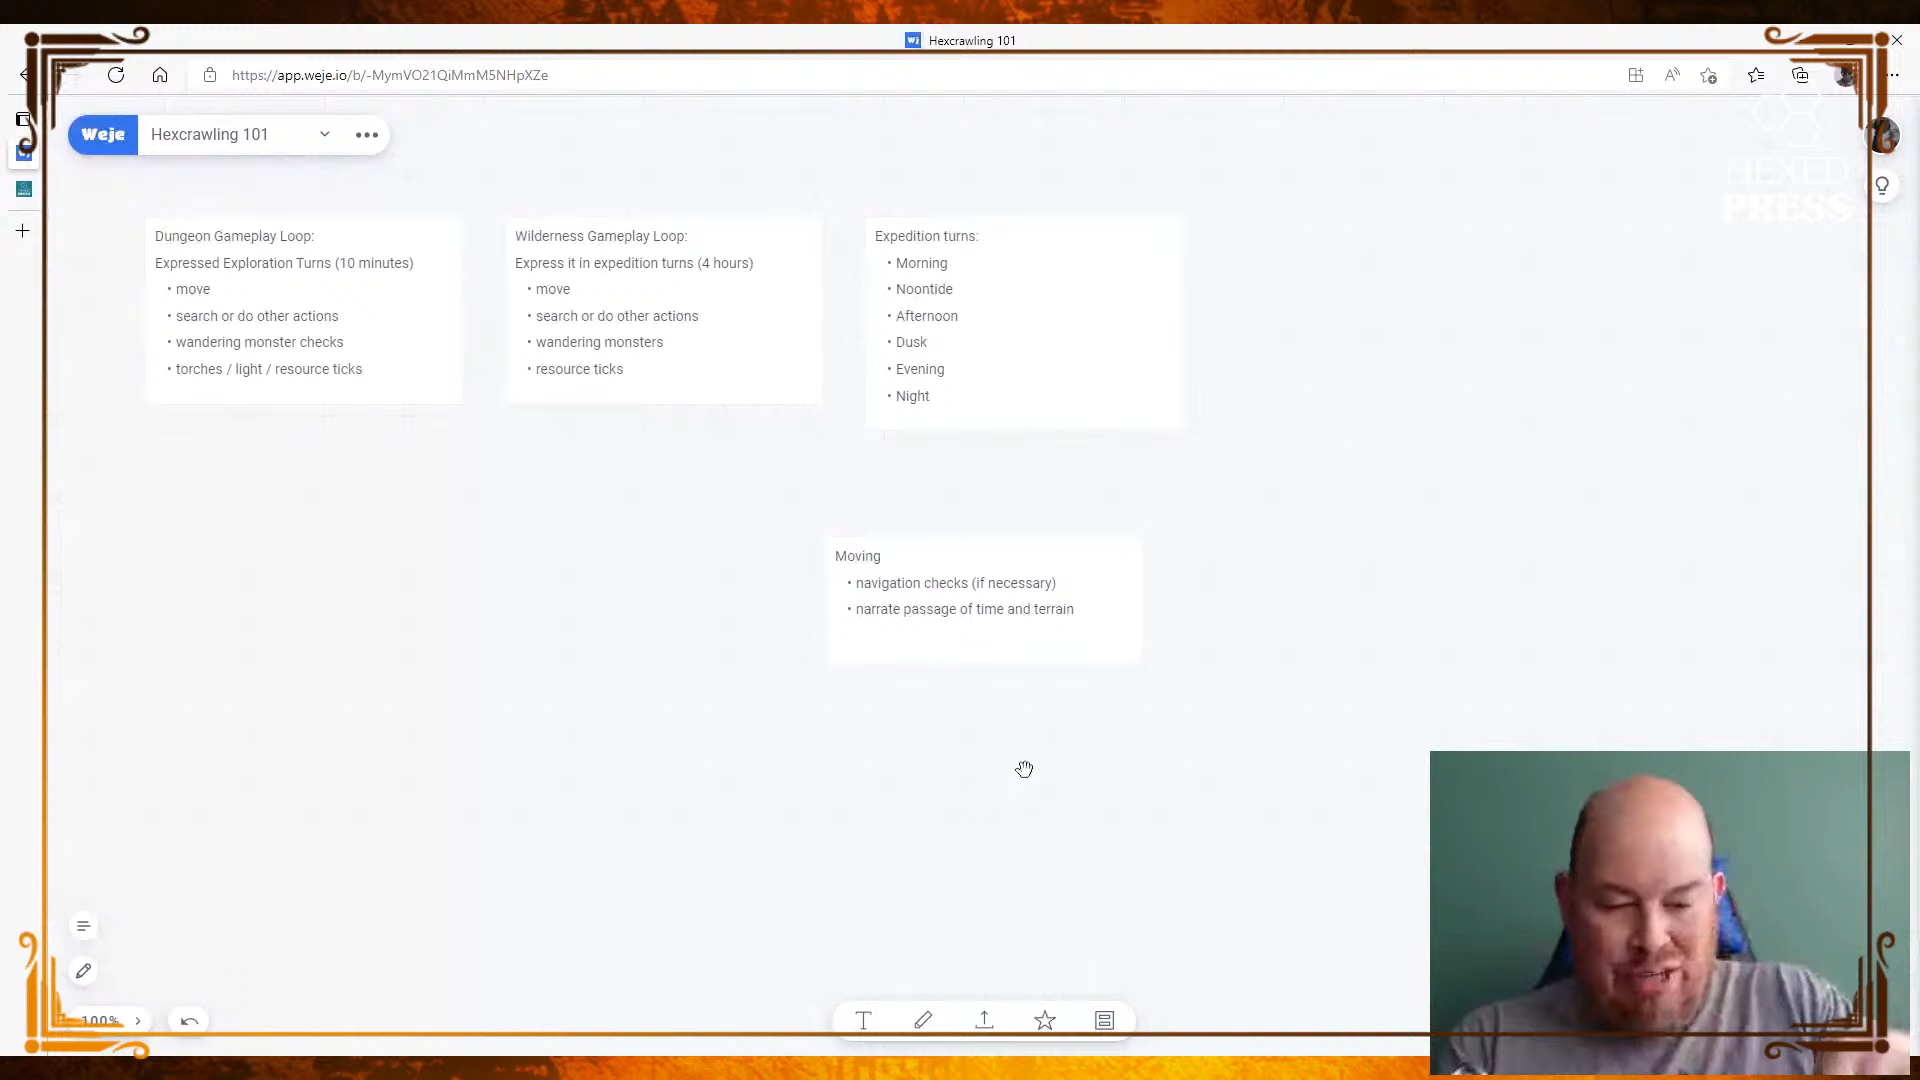 Hexcrawling 101
https://app.weje.io/b/-MymVO21QiMmM5NHpXZe
Weje
Hexcrawling 101
HEXED
PRESS
Dungeon Gameplay Loop:
Expressed Exploration Turns (10 minutes)
• move
• search or do other actions
• wandering monster checks
• torches / light / resource ticks
Wilderness Gameplay Loop:
Express it in expedition turns (4 hours)
• move
• search or do other actions
• wandering monsters
• resource ticks
Expedition turns:
• Morning
• Noontide
• Afternoon
• Dusk
• Evening
• Night
Moving
• navigation checks (if necessary)
• narrate passage of time and terrain
100%